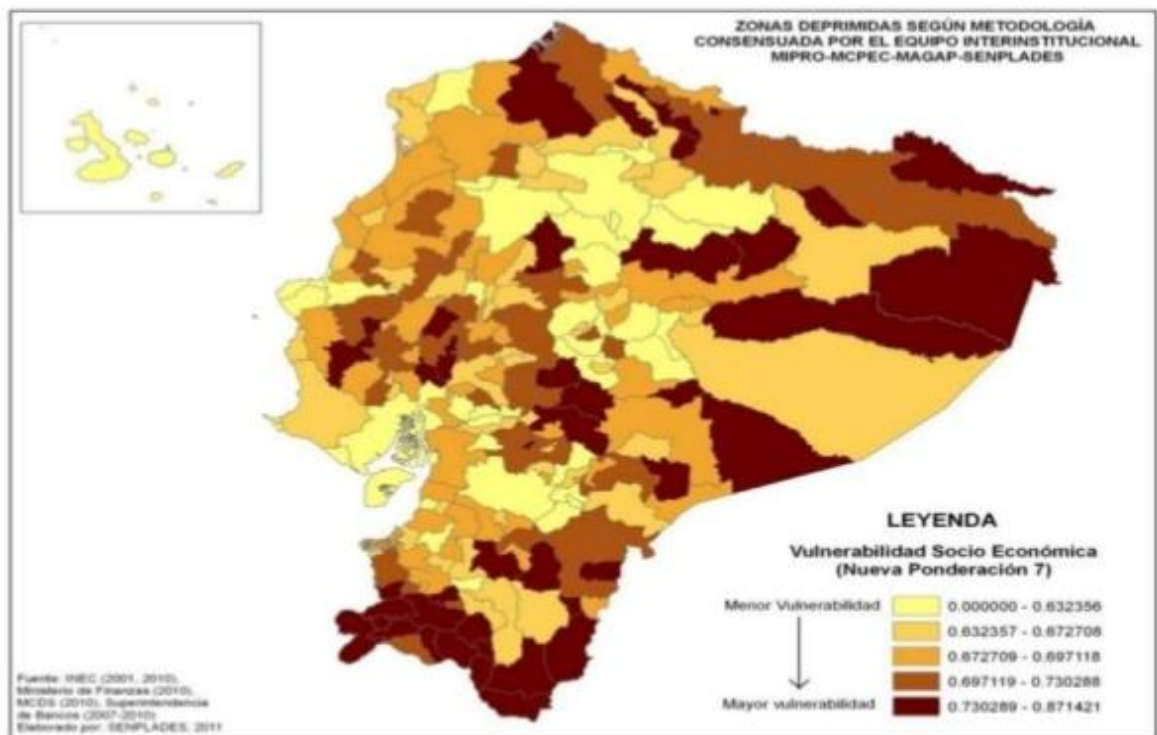 ZONAS DEPRIMIDAS SEGÚN METODOLOGÍA
CONSENSUADA POR EL EQUIPO INTERINSTITUCIONAL
MIPRO-MCPEC-MAGAP-SENPLADES
LEYENDA
Vulnerabilidad Socio Económica
(Nueva Ponderación 7)
Menor Vulnerabilidad
0.000000 - 0.632356
0.632357 - 0.672708
0.672709 - 0.697118
0.697119 - 0.730288
Mayor vulnerabilidad
0.730289 - 0.871421
Fuente: INEC (2001, 2010),
Ministerio de Finanzas (2010),
MCDS (2010), Superintendencia
de Bancos (2007-2010)
Elaborado por: SENPLADES, 2011